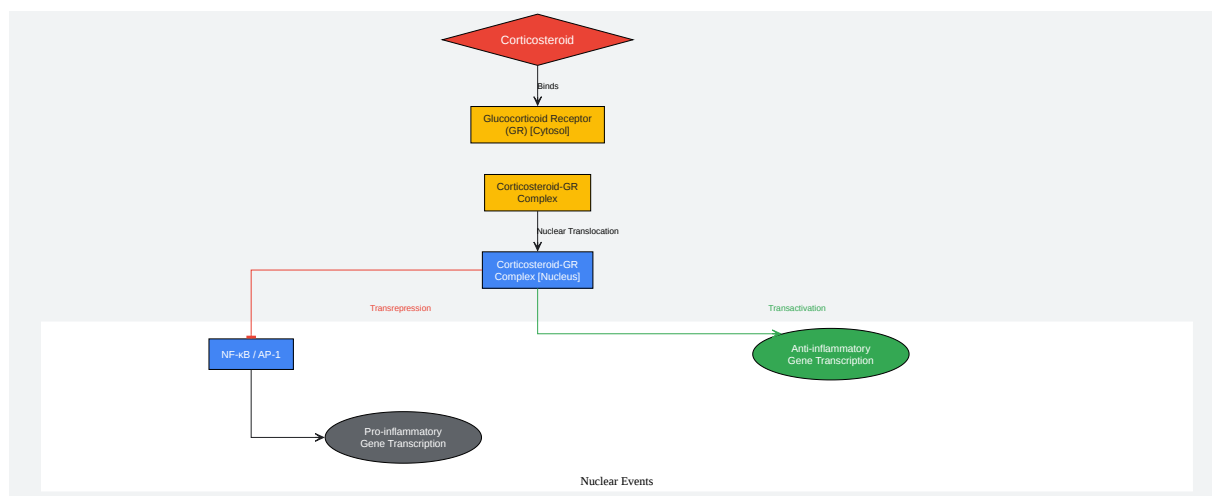 Corticosteroid
Binds
Glucocorticoid Receptor
(GR) [Cytosol]
Corticosteroid-GR
Complex
Nuclear Translocation
Corticosteroid-GR
Complex [Nucleus]
Transrepression
Transactivation
NF-κB / AP-1
Anti-inflammatory
Gene Transcription
Pro-inflammatory
Gene Transcription
Nuclear Events